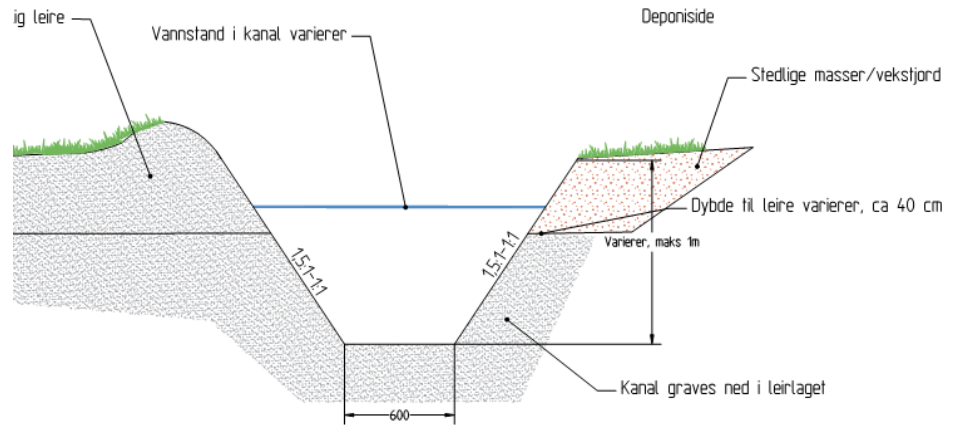 ig leire
Vannstand i kanal varierer
Deponiside
Stedlige masser/vekstjord
Dybde til leire varierer, ca 40 cm
Varierer, maks 1m
1,5:1-1:1
1,5:1-1:1
Kanal graves ned i leirlaget
600